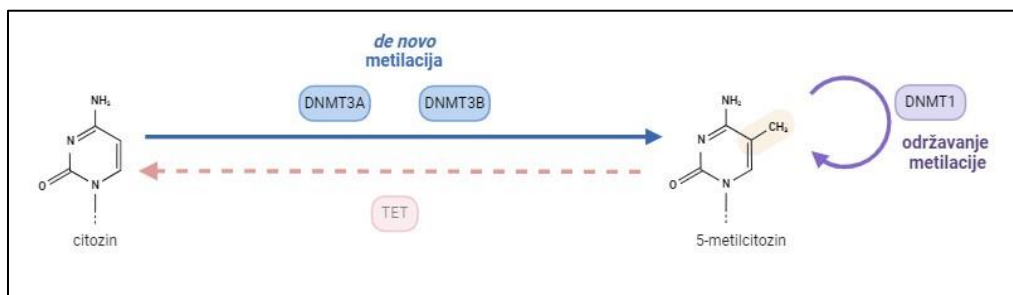 de novo
metilacija
DNMT3A
DNMT3B
NH₂
N
O
N
citozin
TET
NH₂
CH₃
N
O
N
5-metilcitozin
DNMT1
održavanje
metilacije